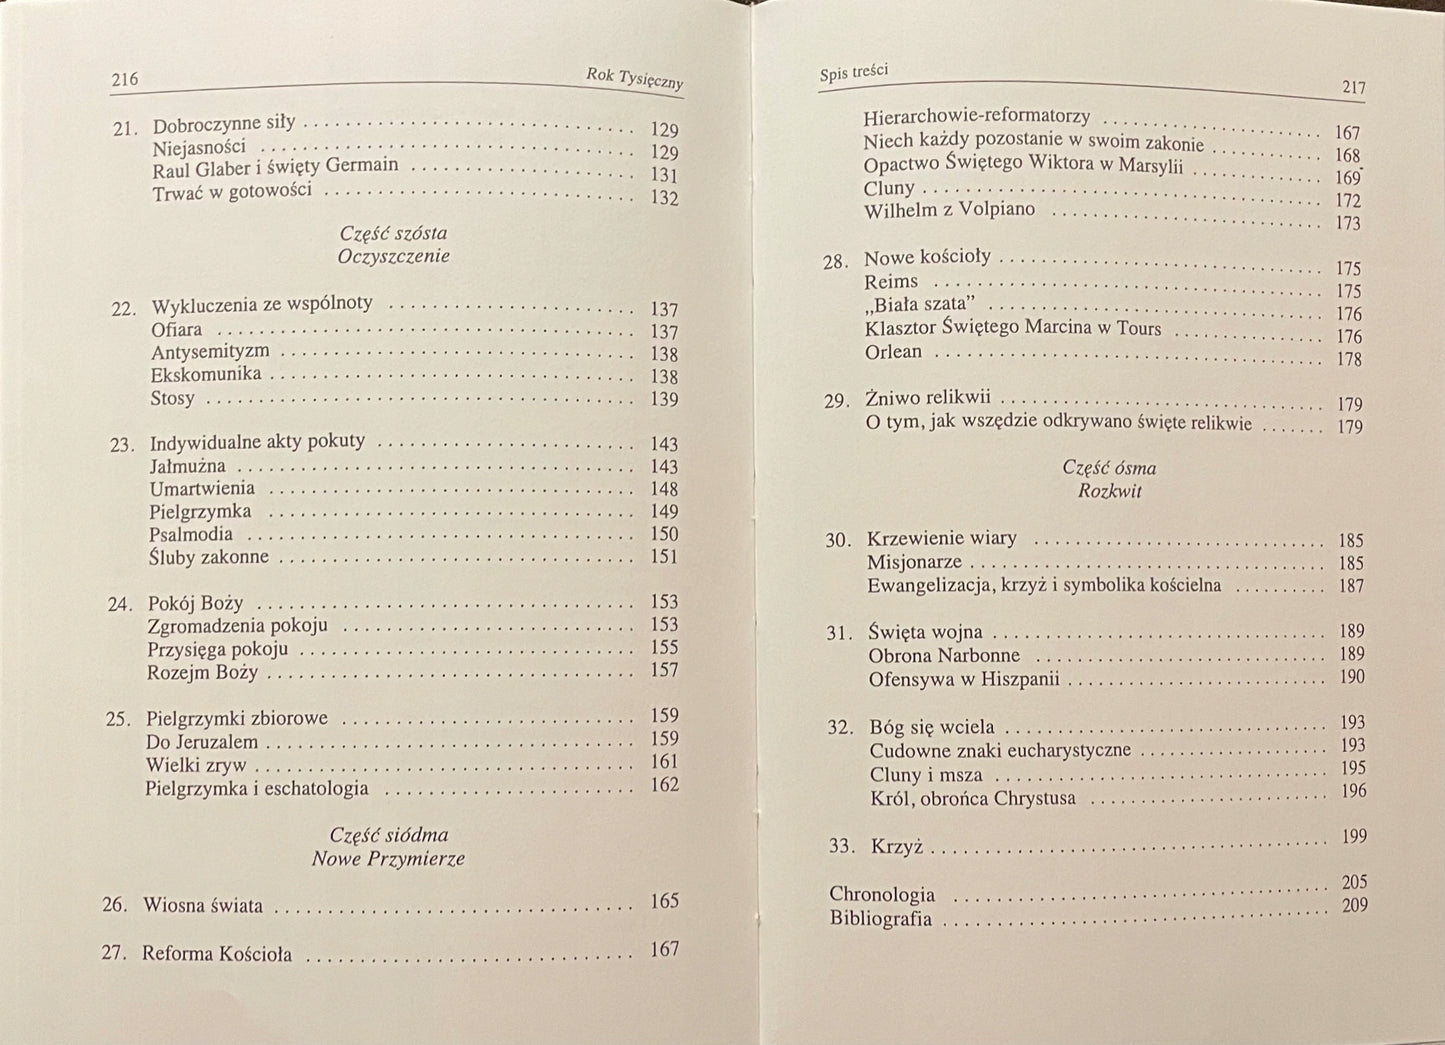 216 Rok Tysięczny
21. Dobroczynne siły . . . . . . . . . . 129
Niejasności . . . . . . . . . . 129
Raul Glaber i święty Germain . . . . . . . . . . 131
Trwać w gotowości . . . . . . . . . . 132
Część szósta
Oczyszczenie
22. Wykluczenia ze wspólnoty . . . . . . . . . . 137
Ofiara . . . . . . . . . . 137
Antysemityzm . . . . . . . . . . 138
Ekskomunika . . . . . . . . . . 138
Stosy . . . . . . . . . . 139
23. Indywidualne akty pokuty . . . . . . . . . . 143
Jałmużna . . . . . . . . . . 143
Umartwienia . . . . . . . . . . 148
Pielgrzymka . . . . . . . . . . 149
Psalmodia . . . . . . . . . . 150
Śluby zakonne . . . . . . . . . . 151
24. Pokój Boży . . . . . . . . . . 153
Zgromadzenia pokoju . . . . . . . . . . 153
Przysięga pokoju . . . . . . . . . . 155
Rozejm Boży . . . . . . . . . . 157
25. Pielgrzymki zbiorowe . . . . . . . . . . 159
Do Jeruzalem . . . . . . . . . . 159
Wielki zryw . . . . . . . . . . 161
Pielgrzymka i eschatologia . . . . . . . . . . 162
Część siódma
Nowe Przymierze
26. Wiosna świata . . . . . . . . . . 165
27. Reforma Kościoła . . . . . . . . . . 167
Spis treści 217
Hierarchowie-reformatorzy . . . . . . . . . . 167
Niech każdy pozostanie w swoim zakonie . . . . . . . . . . 168
Opactwo Świętego Wiktora w Marsylii . . . . . . . . . . 169
Cluny . . . . . . . . . . 172
Wilhelm z Volpiano . . . . . . . . . . 173
28. Nowe kościoły . . . . . . . . . . 175
Reims . . . . . . . . . . 175
„Biała szata” . . . . . . . . . . 176
Klasztor Świętego Marcina w Tours . . . . . . . . . . 176
Orlean . . . . . . . . . . 178
29. Żniwo relikwii . . . . . . . . . . 179
O tym, jak wszędzie odkrywano święte relikwie . . . . . . . 179
Część ósma
Rozkwit
30. Krzewienie wiary . . . . . . . . . . 185
Misjonarze . . . . . . . . . . 185
Ewangelizacja, krzyż i symbolika kościelna . . . . . . . . . . 187
31. Święta wojna . . . . . . . . . . 189
Obrona Narbonne . . . . . . . . . . 189
Ofensywa w Hiszpanii . . . . . . . . . . 190
32. Bóg się wciela . . . . . . . . . . 193
Cudowne znaki eucharystyczne . . . . . . . . . . 193
Cluny i msza . . . . . . . . . . 195
Król, obrońca Chrystusa . . . . . . . . . . 196
33. Krzyż . . . . . . . . . . 199
Chronologia . . . . . . . . . . 205
Bibliografia . . . . . . . . . . 209